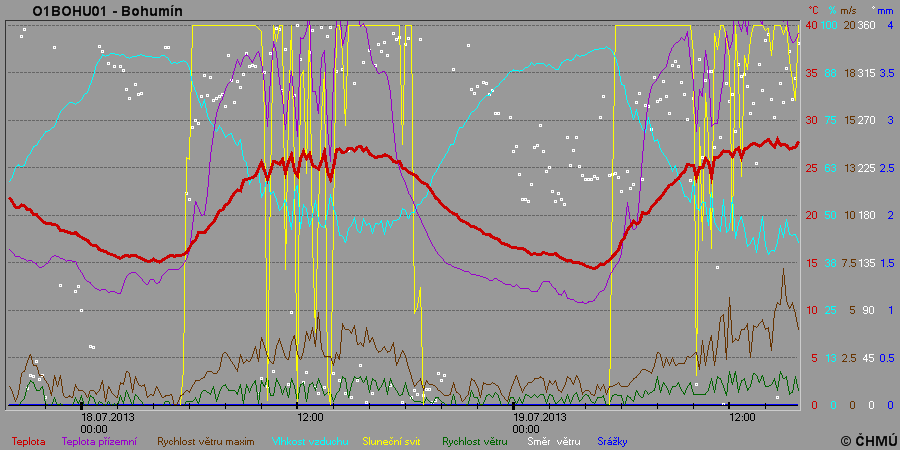 O1BOHU01 - Bohumín
°C % m/s ° mm
40 100 20 360 4
35 88 18 315 3.5
30 75 15 270 3
25 63 13 225 2.5
20 50 10 180 2
15 38 7.5 135 1.5
10 25 5 90 1
5 13 2.5 45 0.5
0 0 0 0 0
18.07.2013 12:00 19.07.2013 12:00
00:00 00:00
Teplota Teplota přízemní Rychlost větru maxim Vlhkost vzduchu Sluneční svit Rychlost větru Směr větru Srážky
© ČHMÚ